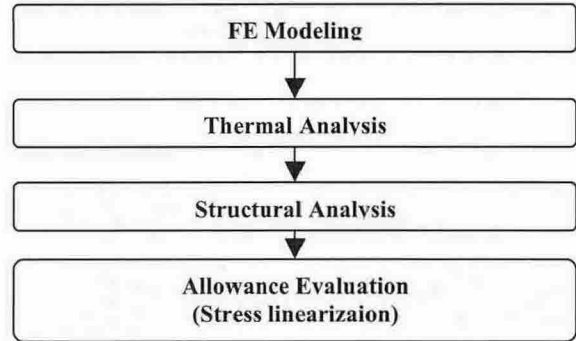 FE Modeling
Thermal Analysis
Structural Analysis
Allowance Evaluation
(Stress linearizaion)